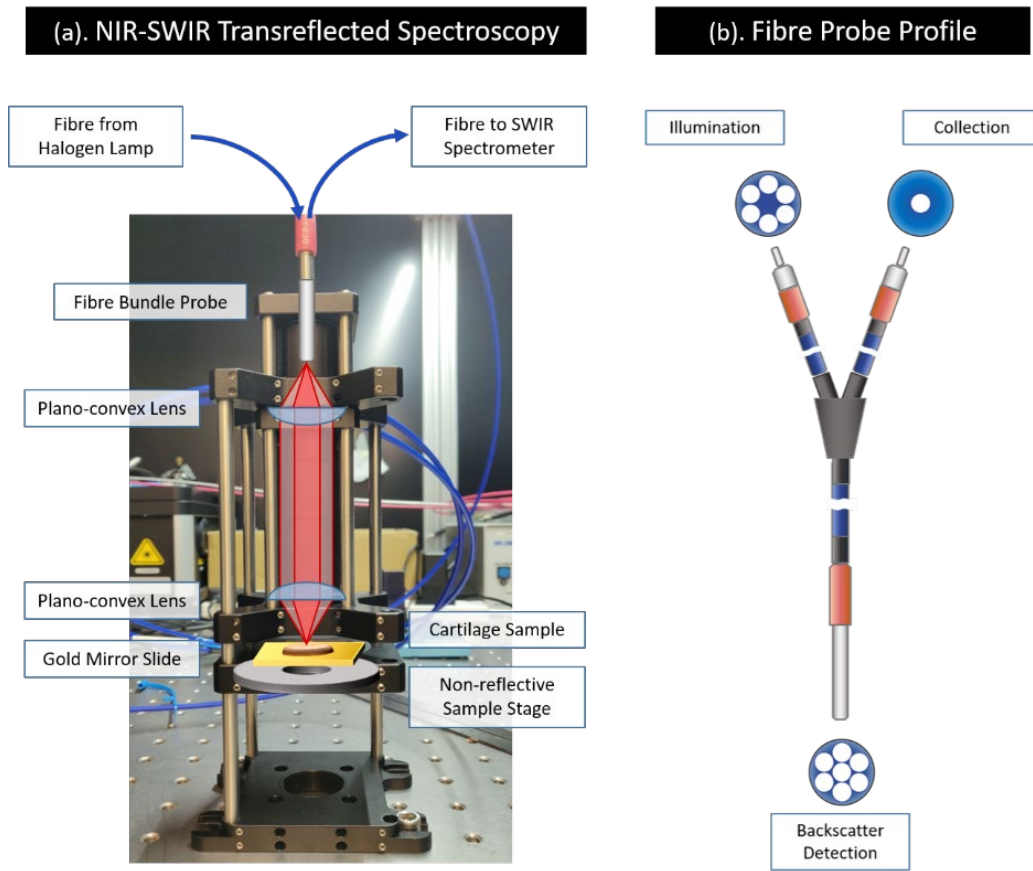 (a). NIR-SWIR Transreflected Spectroscopy
(b). Fibre Probe Profile
Fibre from
Halogen Lamp
Fibre to SWIR
Spectrometer
Illumination
Collection
Fibre Bundle Probe
Plano-convex Lens
Plano-convex Lens
Cartilage Sample
Gold Mirror Slide
Non-reflective
Sample Stage
Backscatter
Detection